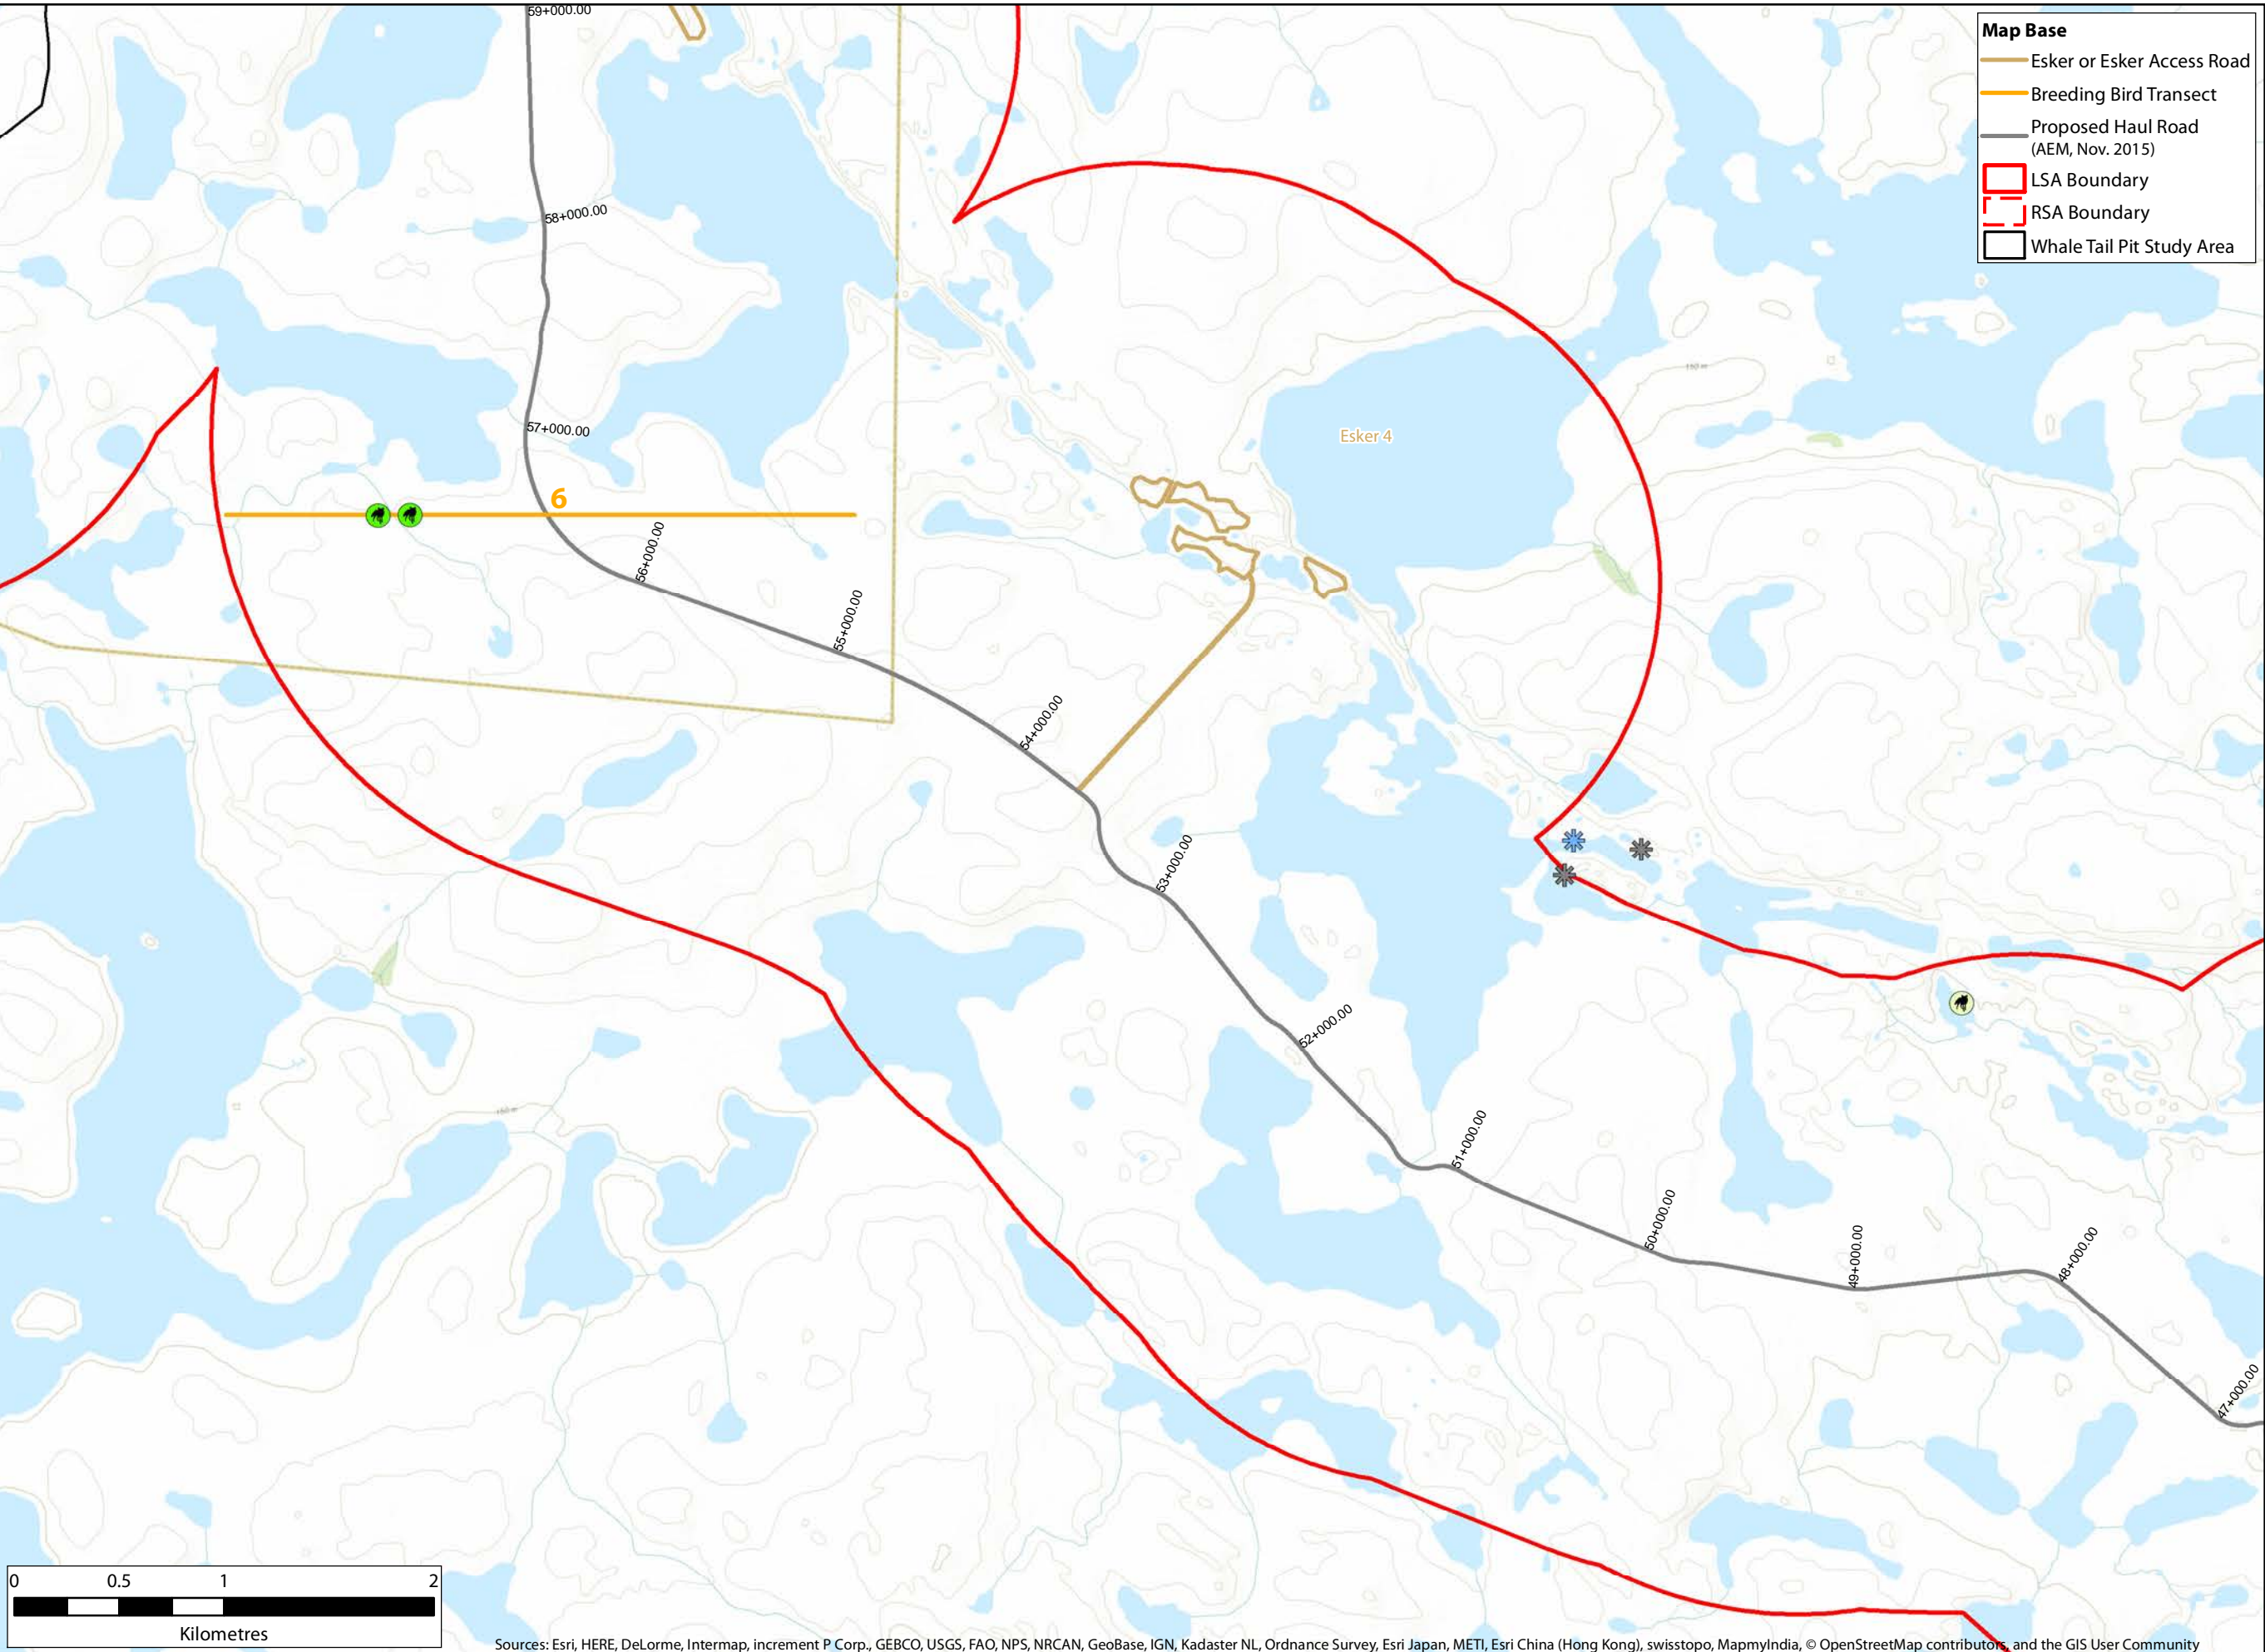 59+000.00
Map Base
Esker or Esker Access Road
Breeding Bird Transect
Proposed Haul Road
(AEM, Nov. 2015)
LSA Boundary
RSA Boundary
Whale Tail Pit Study Area
58+000.00
150 m
57+000.00
Esker 4
6
56+000.00
55+000.00
54+000.00
53+000.00
52+000.00
150 m
51+000.00
50+000.00
49+000.00
48+000.00
47+000.00
0 0.5 1 2
Kilometres
Sources: Esri, HERE, DeLorme, Intermap, increment P Corp., GEBCO, USGS, FAO, NPS, NRCAN, GeoBase, IGN, Kadaster NL, Ordnance Survey, Esri Japan, METI, Esri China (Hong Kong), swisstopo, MapmyIndia, © OpenStreetMap contributors, and the GIS User Community